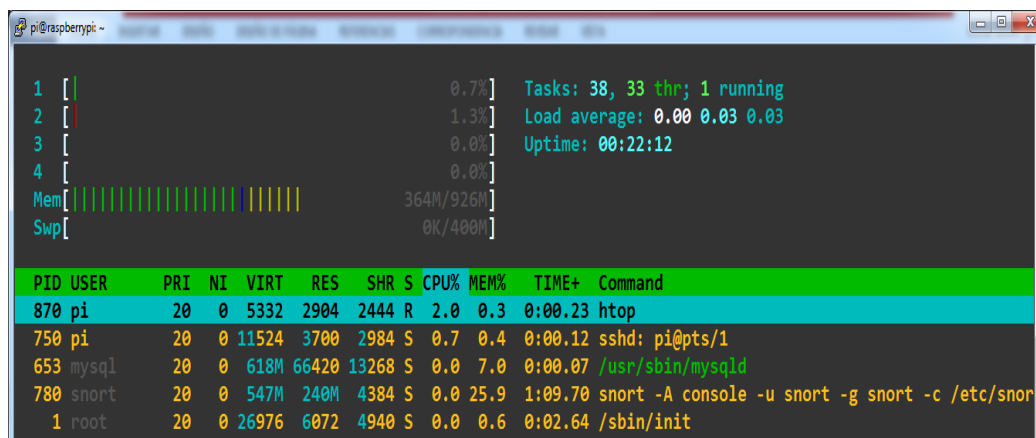 pi@raspberrypi: ~
1 [| 0.7%] Tasks: 38, 33 thr; 1 running
2 [| 1.3%] Load average: 0.00 0.03 0.03
3 [ 0.0%] Uptime: 00:22:12
4 [ 0.0%]
Mem[||||||||||||||||||||||||| 364M/926M]
Swp[ 0K/400M]
PID USER PRI NI VIRT RES SHR S CPU% MEM% TIME+ Command
870 pi 20 0 5332 2904 2444 R 2.0 0.3 0:00.23 htop
750 pi 20 0 11524 3700 2984 S 0.7 0.4 0:00.12 sshd: pi@pts/1
653 mysql 20 0 618M 66420 13268 S 0.0 7.0 0:00.07 /usr/sbin/mysqld
780 snort 20 0 547M 240M 4384 S 0.0 25.9 1:09.70 snort -A console -u snort -g snort -c /etc/snor
1 root 20 0 26976 6072 4940 S 0.0 0.6 0:02.64 /sbin/init